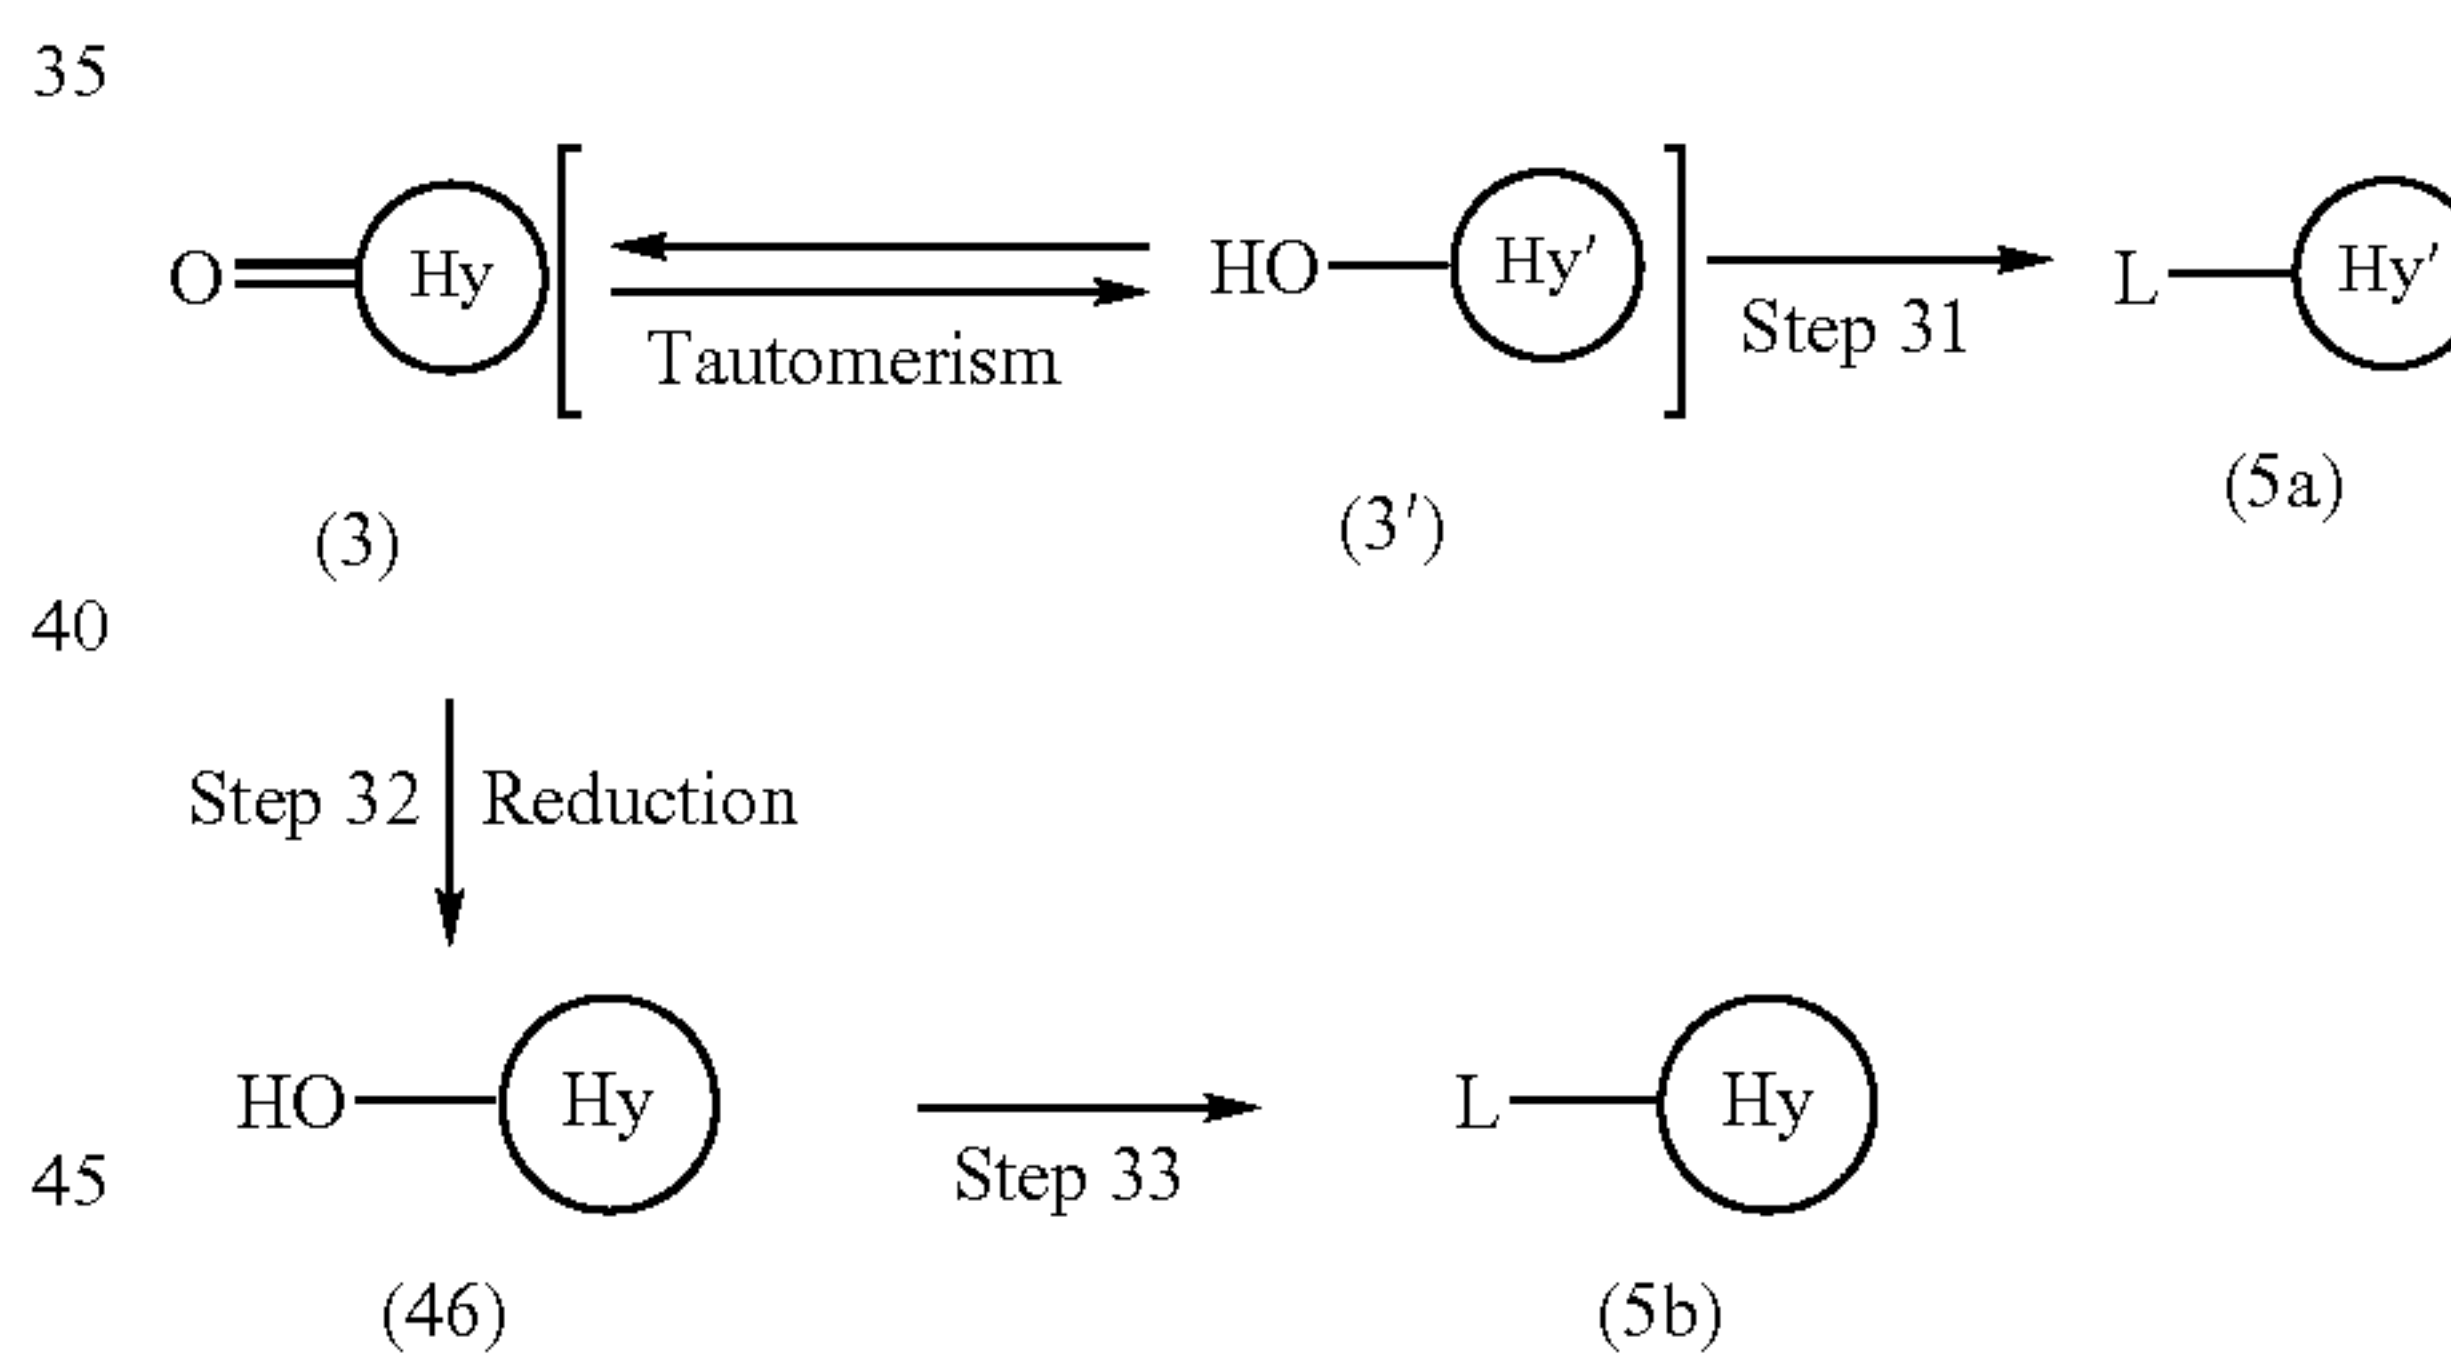 35
O Hy HO Hy′ L Hy′
Tautomerism Step 31
(3) (3′) (5a)
40
Step 32 Reduction
HO Hy L Hy
45 Step 33
(46) (5b)